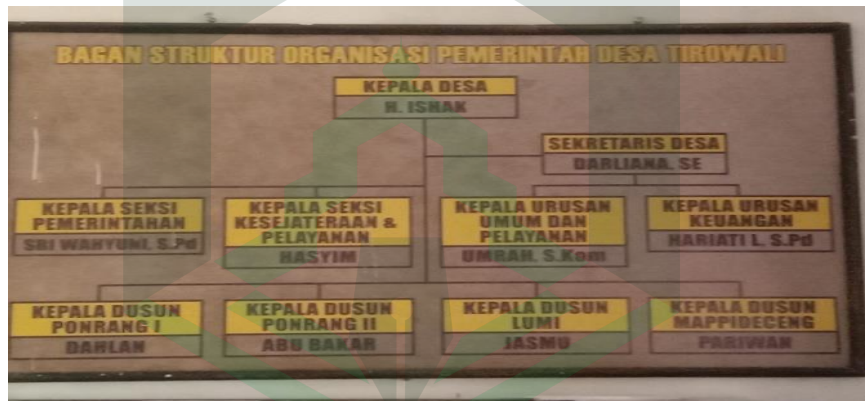 BAGAN STRUKTUR ORGANISASI PEMERINTAH DESA TIROWALI
KEPALA DESA
H. ISHAK
SEKRETARIS DESA
DARLIANA, SE
KEPALA SEKSI
PEMERINTAHAN
SRI WAHYUNI, S.Pd
KEPALA SEKSI
KESEJATERAAN &
PELAYANAN
HASYIM
KEPALA URUSAN
UMUM DAN
PELAYANAN
UMRAH, S.Kom
KEPALA URUSAN
KEUANGAN
HARIATI L, S.Pd
KEPALA DUSUN
PONRANG I
DAHLAN
KEPALA DUSUN
PONRANG II
ABU BAKAR
KEPALA DUSUN
LUMI
JASMU
KEPALA DUSUN
MAPPIDECENG
PARIWAN